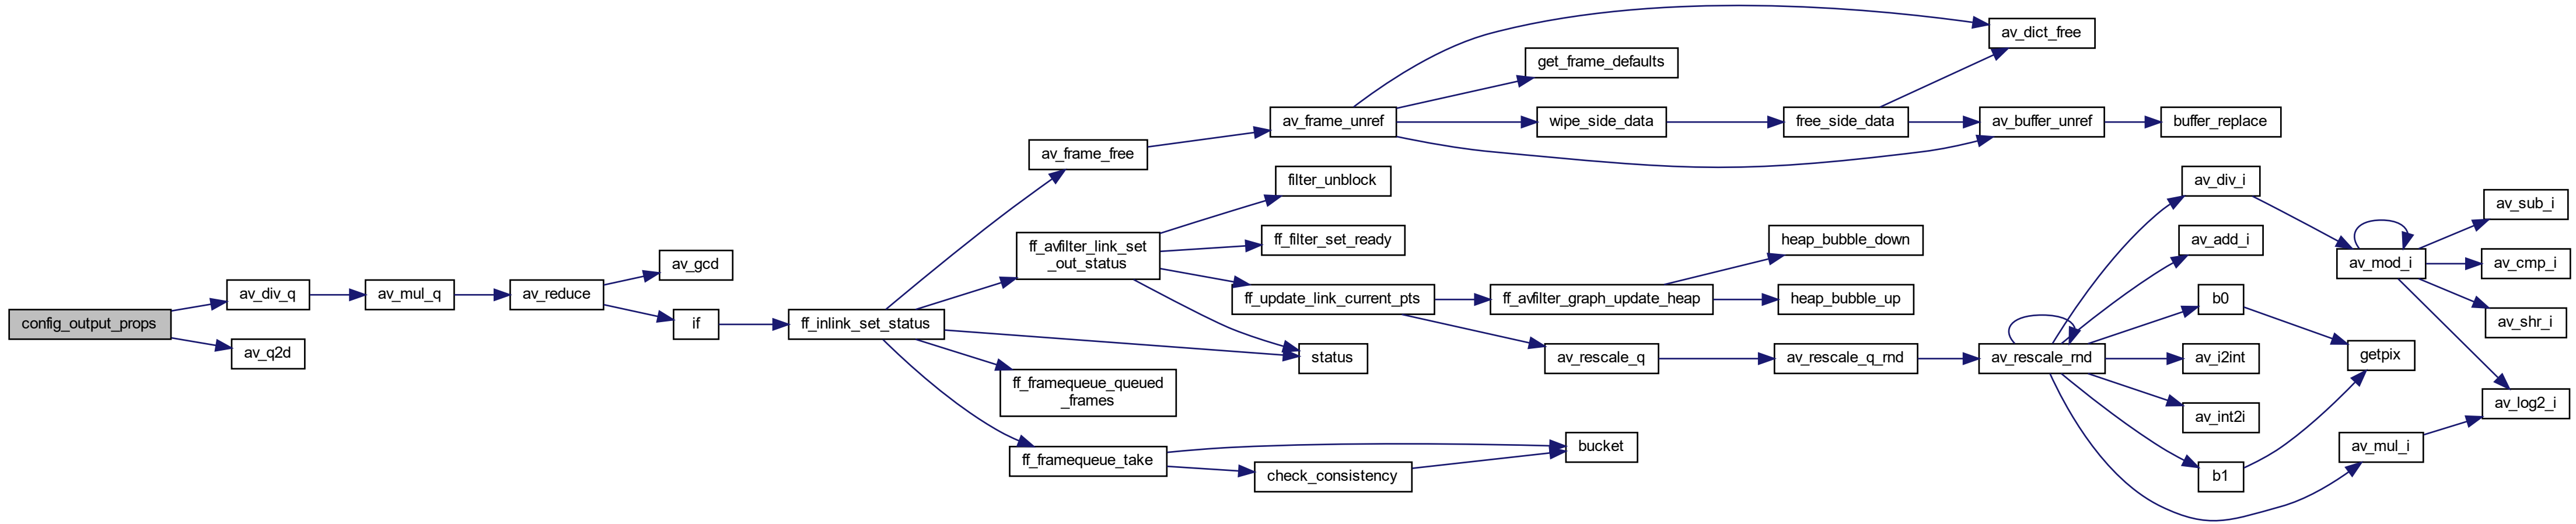 config_output_props
av_div_q
av_q2d
av_mul_q
av_reduce
av_gcd
if
ff_inlink_set_status
av_frame_free
ff_avfilter_link_set
_out_status
ff_framequeue_queued
_frames
ff_framequeue_take
av_frame_unref
filter_unblock
ff_filter_set_ready
ff_update_link_current_pts
status
check_consistency
get_frame_defaults
wipe_side_data
ff_avfilter_graph_update_heap
av_rescale_q
bucket
av_dict_free
free_side_data
av_buffer_unref
buffer_replace
heap_bubble_down
heap_bubble_up
av_rescale_q_rnd
av_rescale_rnd
av_div_i
av_add_i
b0
av_i2int
av_int2i
b1
av_mod_i
getpix
av_mul_i
av_sub_i
av_cmp_i
av_shr_i
av_log2_i